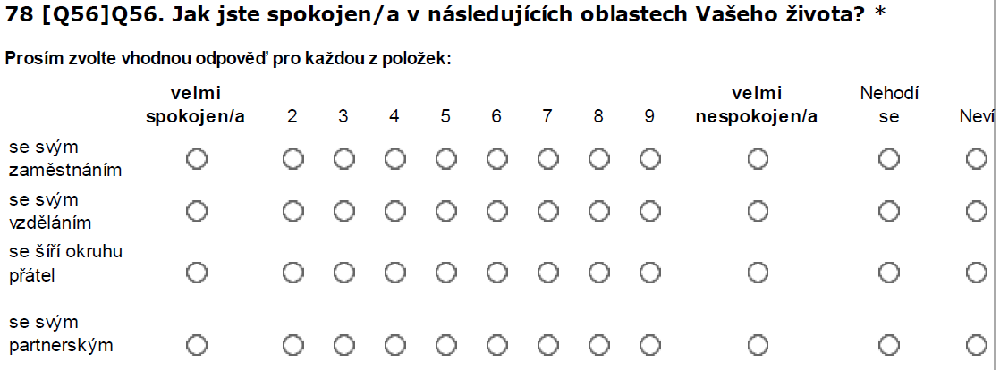 78 [Q56]Q56. Jak jste spokojen/a v následujících oblastech Vašeho života? *
Prosím zvolte vhodnou odpověď pro každou z položek:
velmi spokojen/a 2 3 4 5 6 7 8 9 velmi nespokojen/a Nehodí se Neví
se svým
zaměstnáním
se svým
vzděláním
se šíří okruhu
přátel
se svým
partnerským